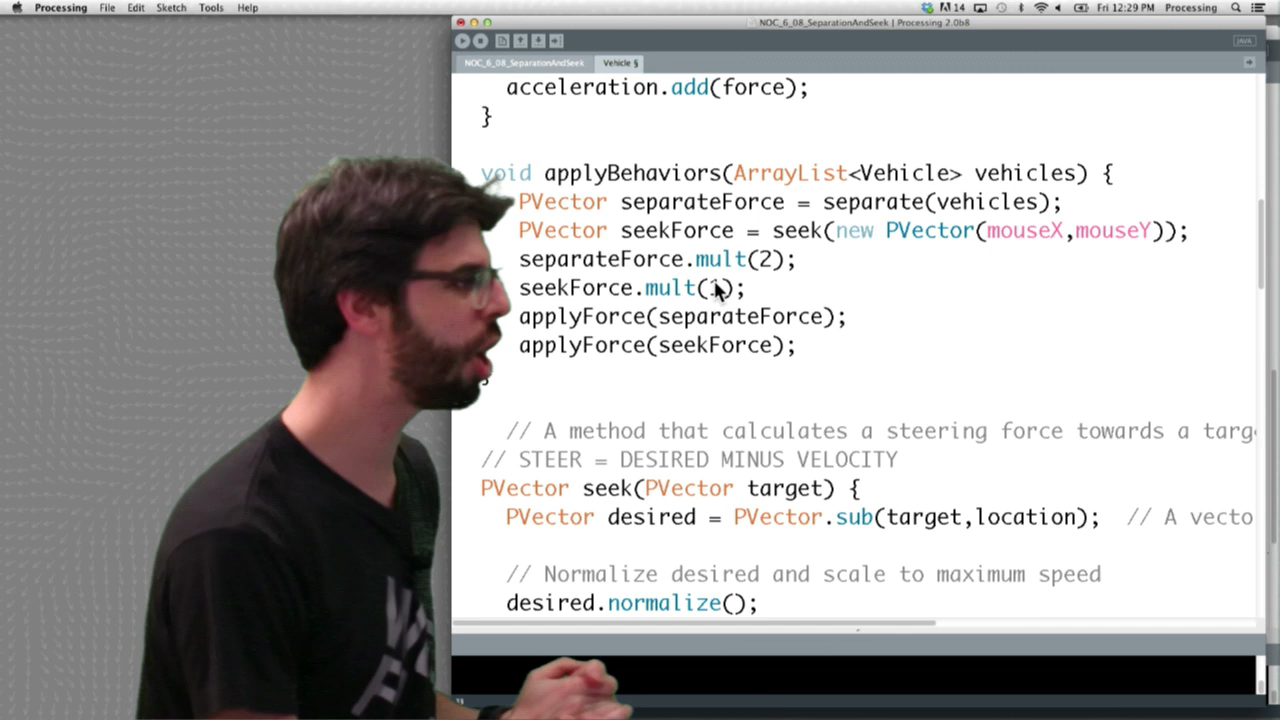 Processing File Edit Sketch Tools Help 14 Fri 12:29 PM Processing
NOC_6_08_SeparationAndSeek | Processing 2.0b8
JAVA
NOC_6_08_SeparationAndSeek Vehicle §
acceleration.add(force);
}
void applyBehaviors(ArrayList<Vehicle> vehicles) {
PVector separateForce = separate(vehicles);
PVector seekForce = seek(new PVector(mouseX,mouseY));
separateForce.mult(2);
seekForce.mult(1);
applyForce(separateForce);
applyForce(seekForce);
}
// A method that calculates a steering force towards a targ
// STEER = DESIRED MINUS VELOCITY
PVector seek(PVector target) {
PVector desired = PVector.sub(target,location); // A vecto
// Normalize desired and scale to maximum speed
desired.normalize();